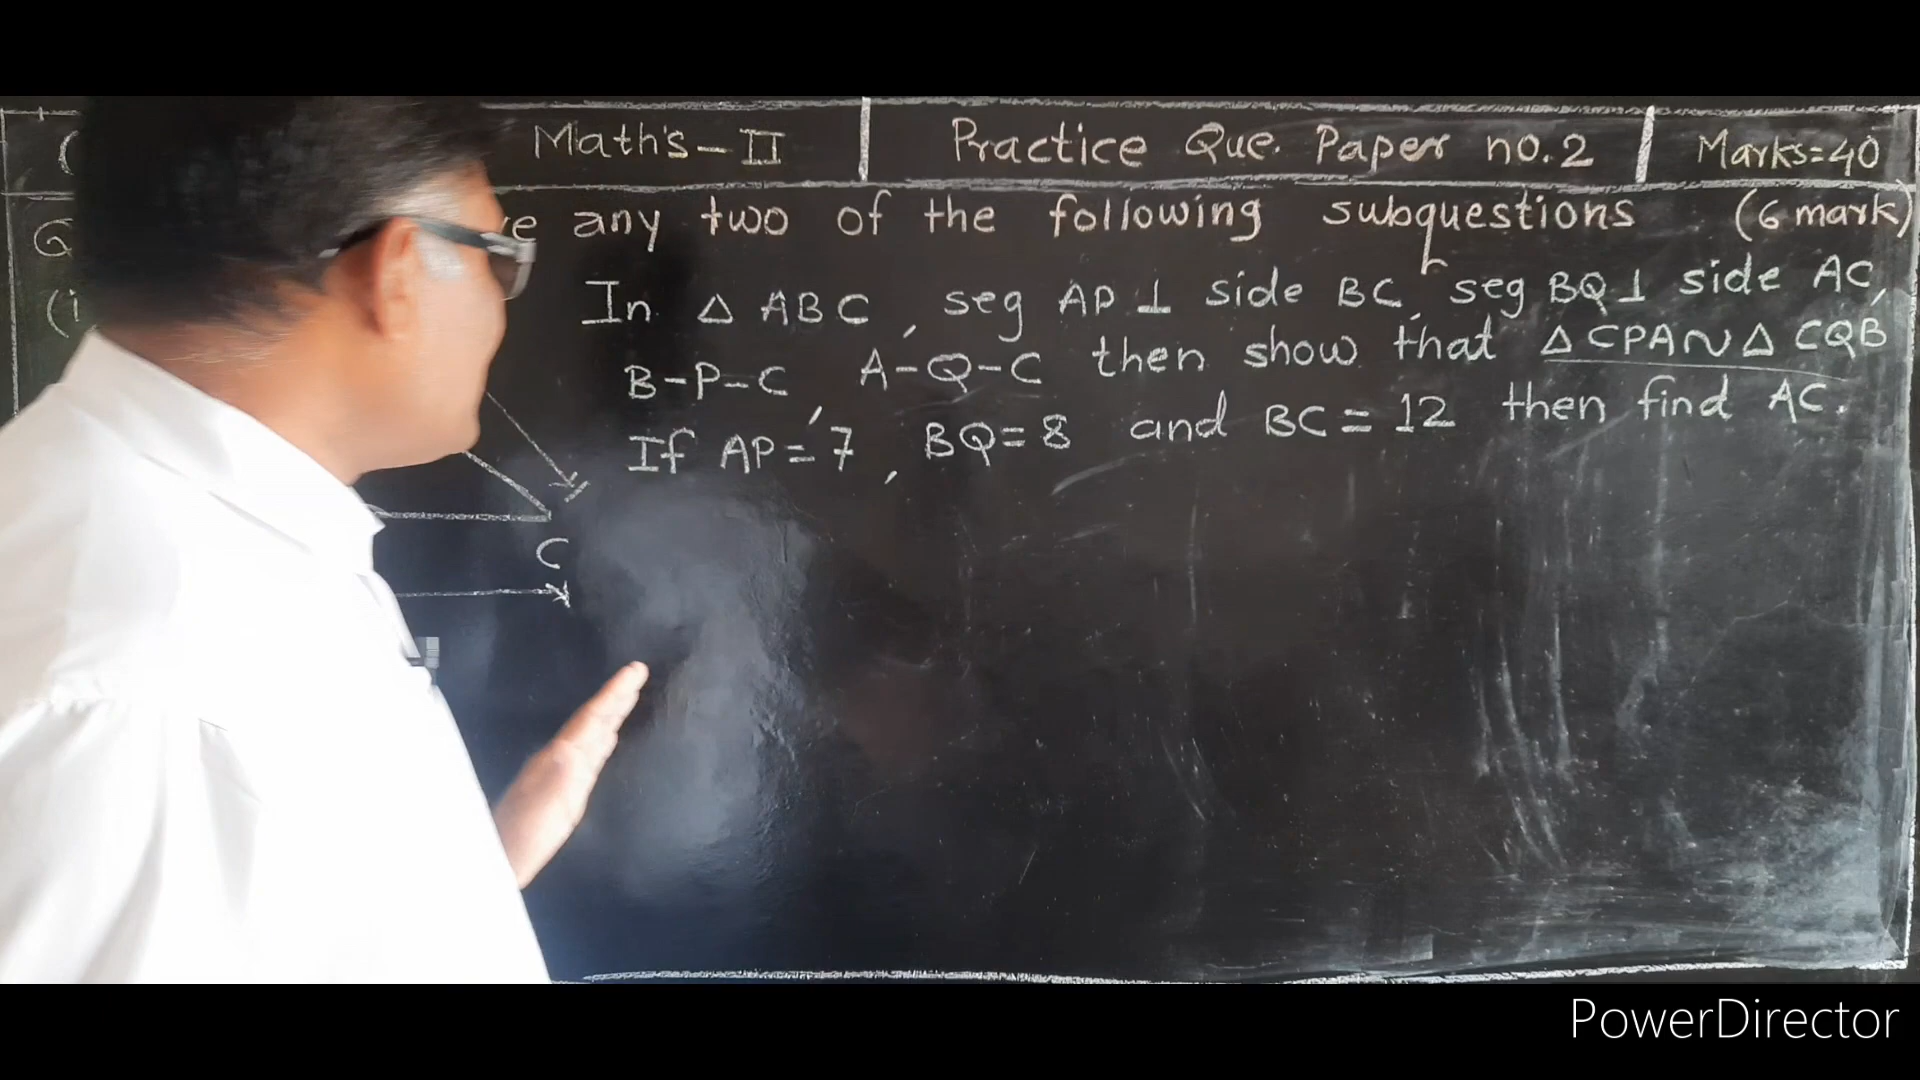 Math's-II | Practice Que. Paper no.2 | Marks=40
any two of the following subquestions (6 mark)
In △ ABC, seg AP ⊥ side BC, seg BQ ⊥ side AC,
B-P-C, A-Q-C then show that △ CPA ~ △ CQB
If AP=7, BQ=8 and BC=12 then find AC.
C
PowerDirector